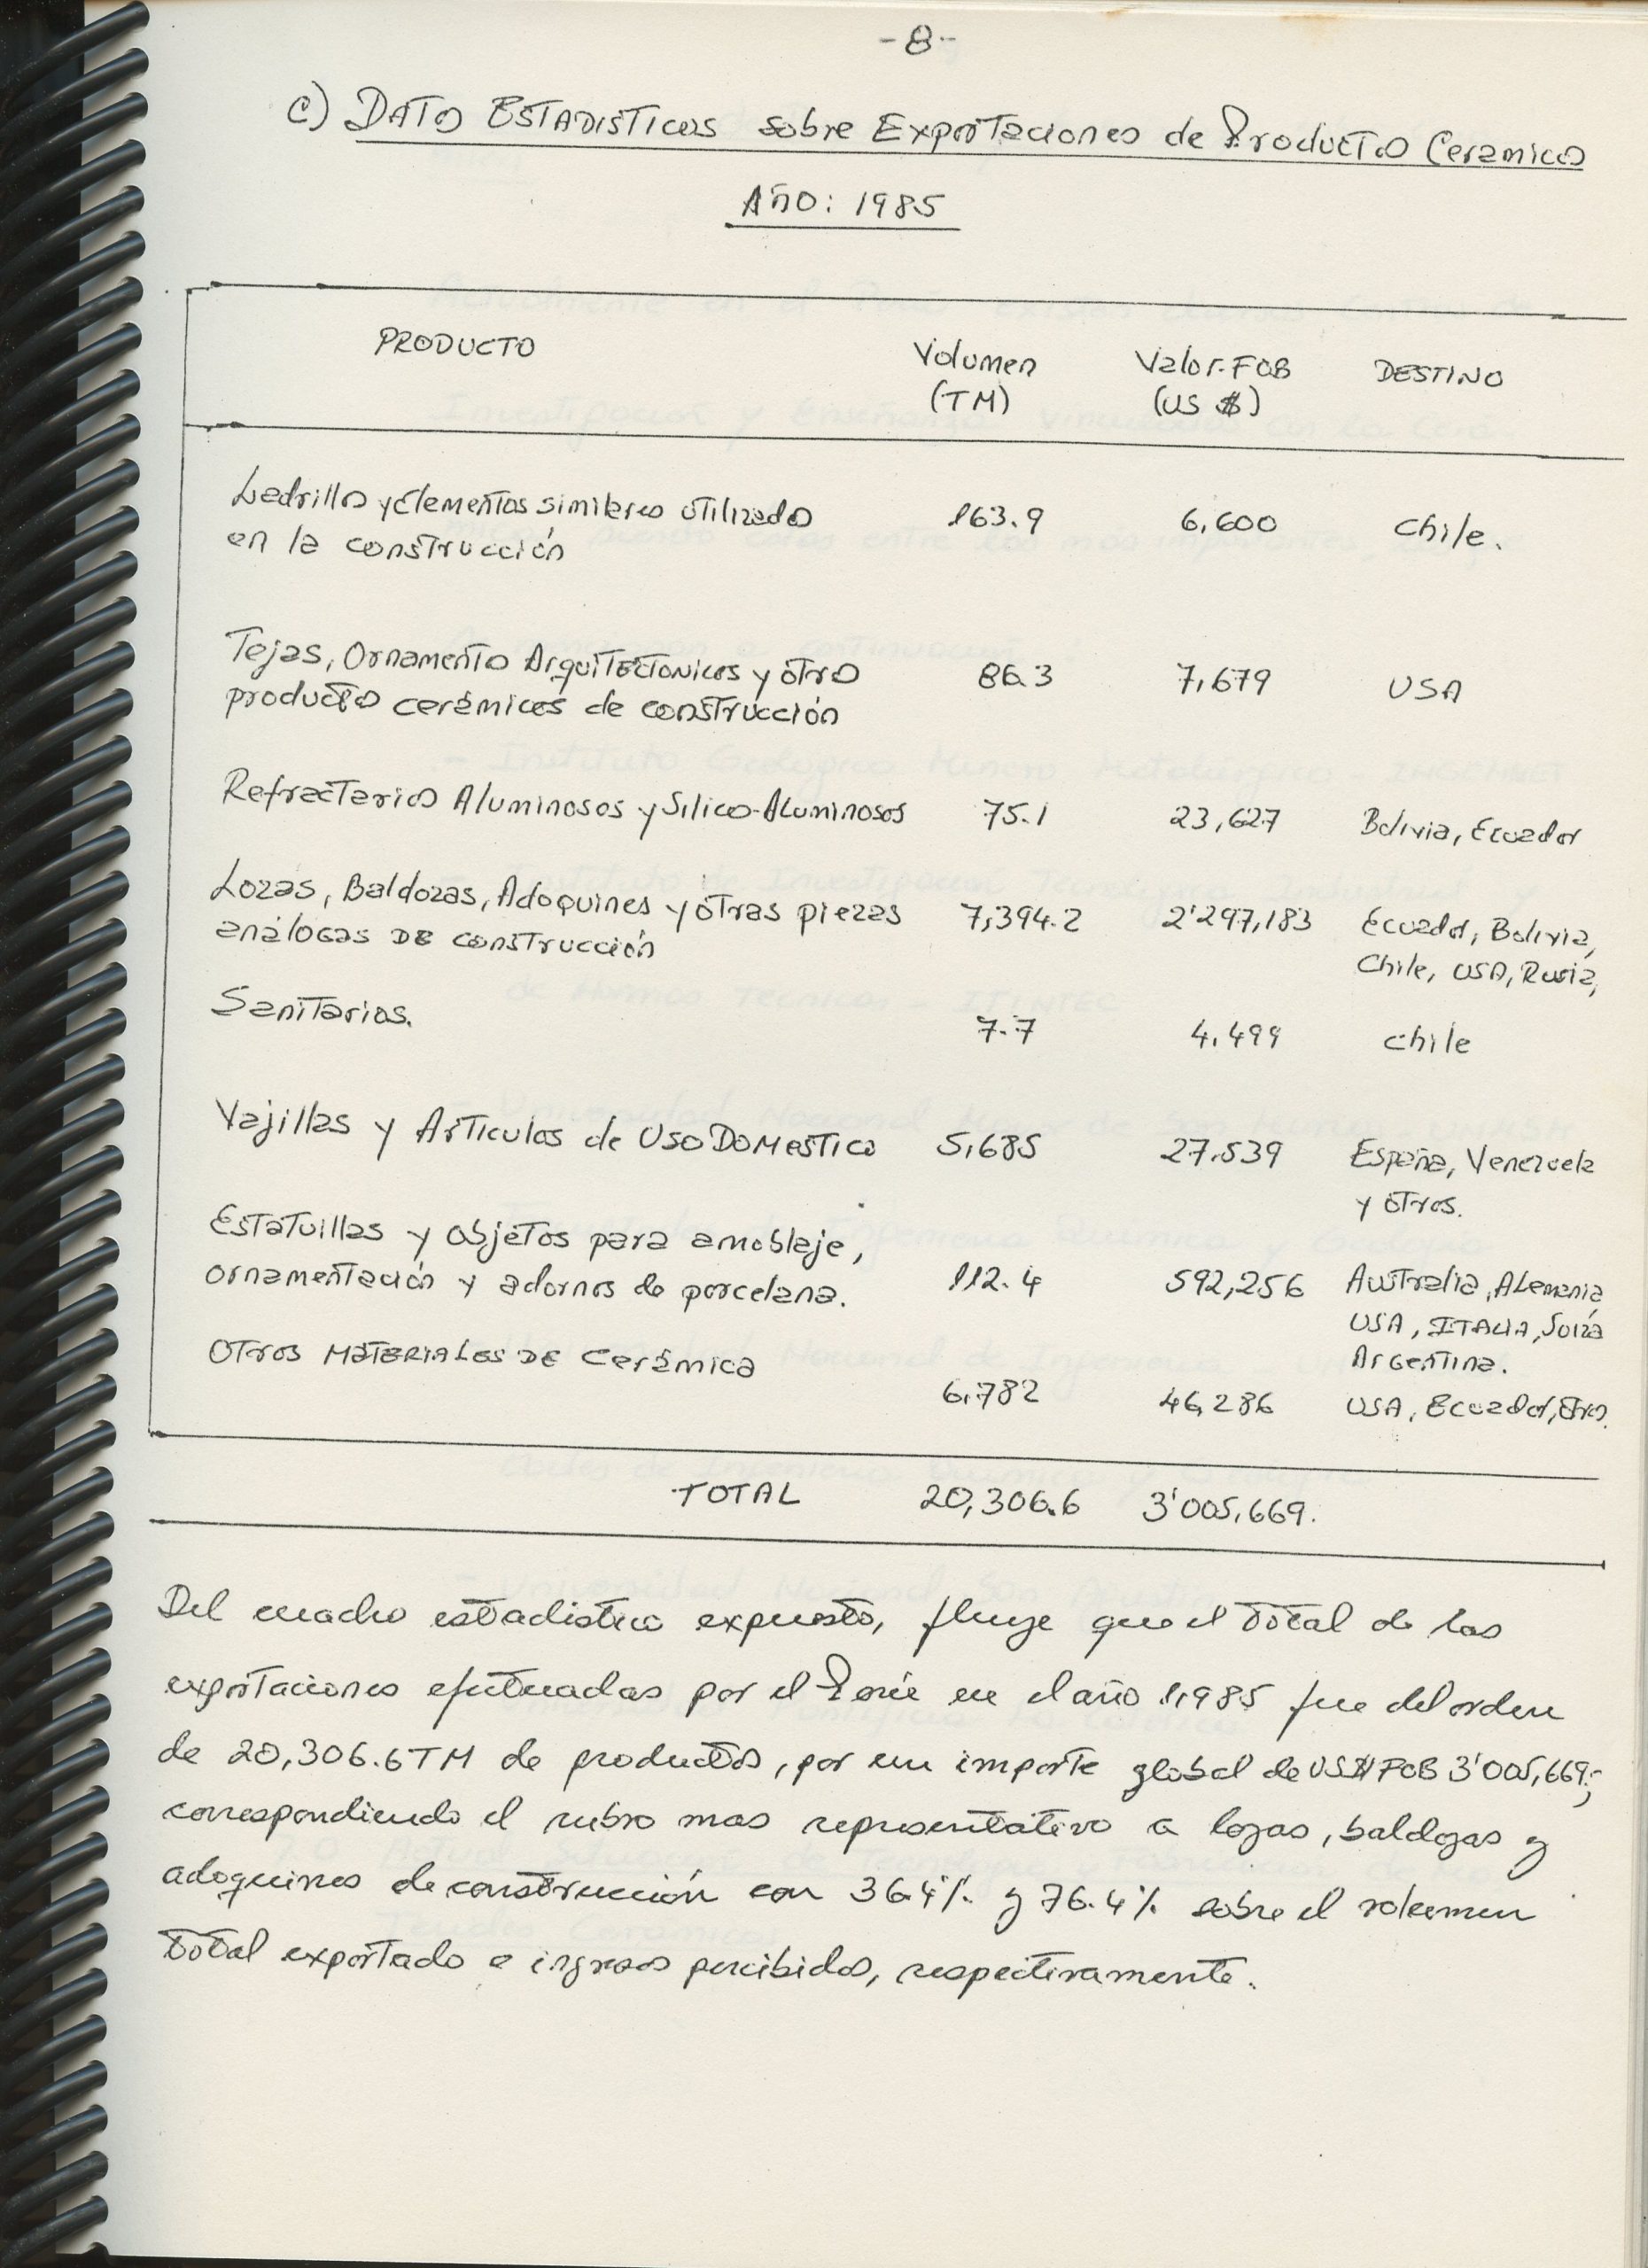 -8-
C) DATO ESTADISTICOS sobre Exportaciones de Producto Ceramico
AÑO: 1985
PRODUCTO Volumen Valor-FOB DESTINO
(TM) (US $)
Ladrillo y Elementos similares utilizado 163.9 6,600 Chile.
en la construcción
Tejas, Ornamento Arquitectonicos y otro 86.3 7,679 USA
producto cerámicos de construcción
Refractario Aluminosos y Silico-Aluminosos 75.1 23,627 Bolivia, Ecuador
Lozas, Baldozas, Adoquines y otras piezas 7,394.2 2'297,183 Ecuador, Bolivia,
análogas DE construcción Chile, USA, Rusia,
Sanitarios. 7.7 4,499 chile
Vajillas y Artículos de USO DOMESTICO 5,685 27,539 España, Venezuela
y otros.
Estatuillas y objetos para amoblaje,
ornamentación y adornos de porcelana. 112.4 592,256 Australia, Alemania
USA, ITALIA, Suiza
Otros MATERIALES DE cerámica Argentina.
6,782 46,286 USA, Ecuador, Otros.
TOTAL 20,306.6 3'005,669.
Del cuadro estadistico expuesto, fluye que el total de las
exportaciones efectuadas por el Perú en el año 1,985 fue del orden
de 20,306.6 TM de productos, por un importe global de US$ FOB 3'005,669.-;
correspondiendo el rubro mas representativo a lozas, baldozas y
adoquines de construcción con 36.4% y 76.4% sobre el volumen
total exportado e ingresos percibidos, respectivamente.